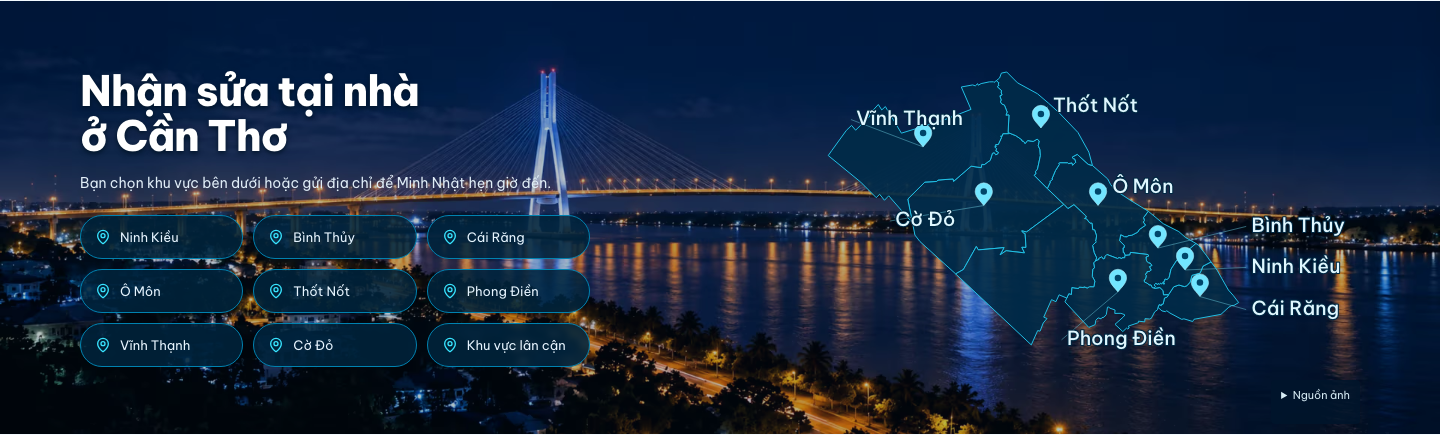 Nhận sửa tại nhà
ở Cần Thơ
Bạn chọn khu vực bên dưới hoặc gửi địa chỉ để Minh Nhật hẹn giờ đến.
Ninh Kiều
Bình Thủy
Cái Răng
Ô Môn
Thốt Nốt
Phong Điền
Vĩnh Thạnh
Cờ Đỏ
Khu vực lân cận
Vĩnh Thạnh
Thốt Nốt
Ô Môn
Cờ Đỏ
Bình Thủy
Ninh Kiều
Cái Răng
Phong Điền
▶ Nguồn ảnh